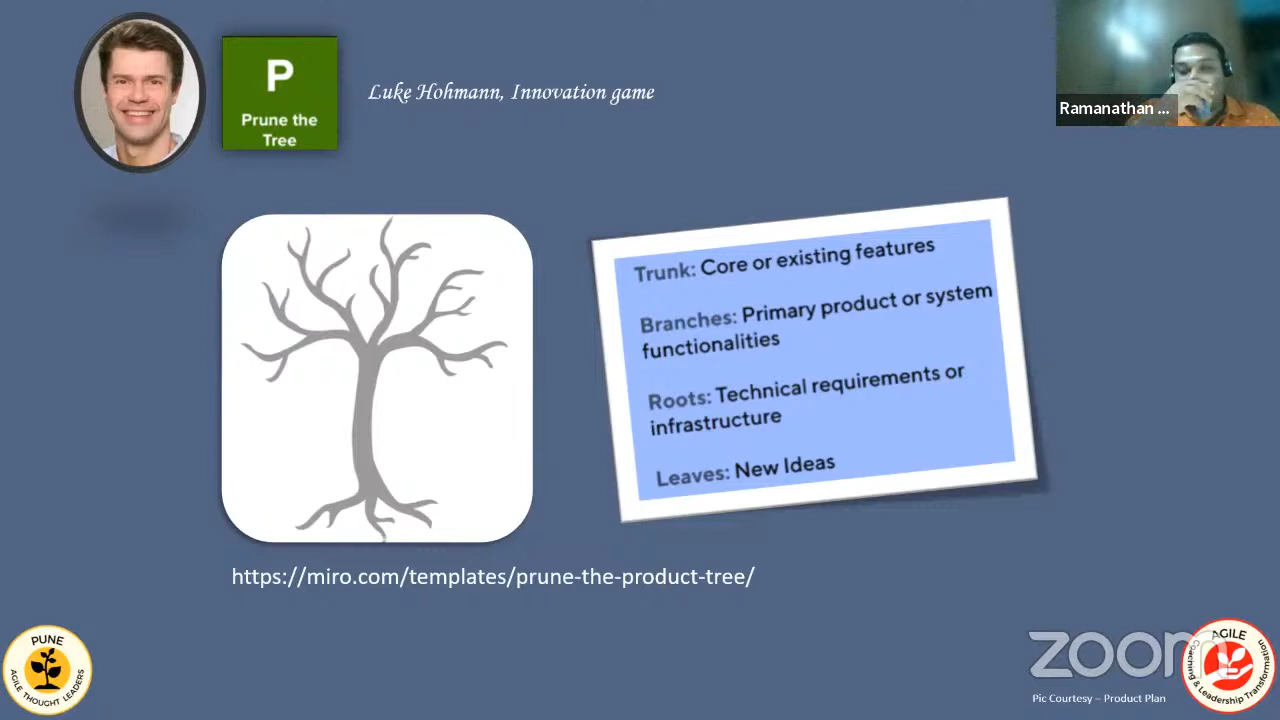 P
Prune the
Tree
Luke Hohmann, Innovation game
Ramanathan ...
Trunk: Core or existing features
Branches: Primary product or system
functionalities
Roots: Technical requirements or
infrastructure
Leaves: New Ideas
https://miro.com/templates/prune-the-product-tree/
PUNE
AGILE THOUGHT LEADERS
zoom
AGILE
Coaching & Leadership Transformation
Pic Courtesy – Product Plan